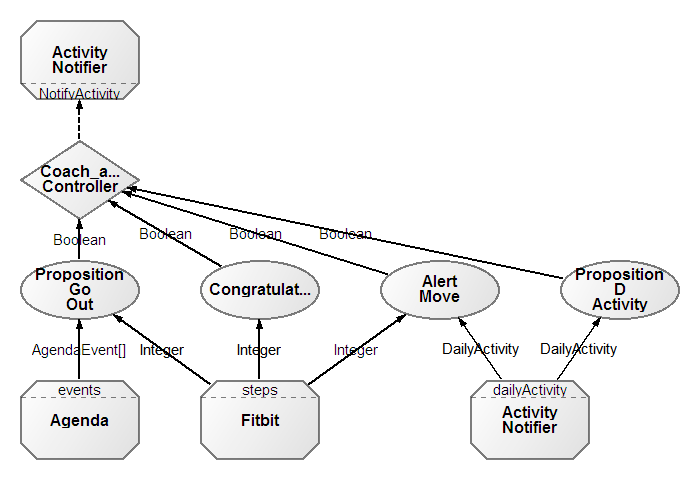 Activity
Notifier
NotifyActivity
Coach_a...
Controller
Boolean
Boolean
Boolean
Boolean
Proposition
Go
Out
Congratulat...
Alert
Move
Proposition
D
Activity
AgendaEvent[]
Integer
Integer
Integer
DailyActivity
DailyActivity
events
Agenda
steps
Fitbit
dailyActivity
Activity
Notifier